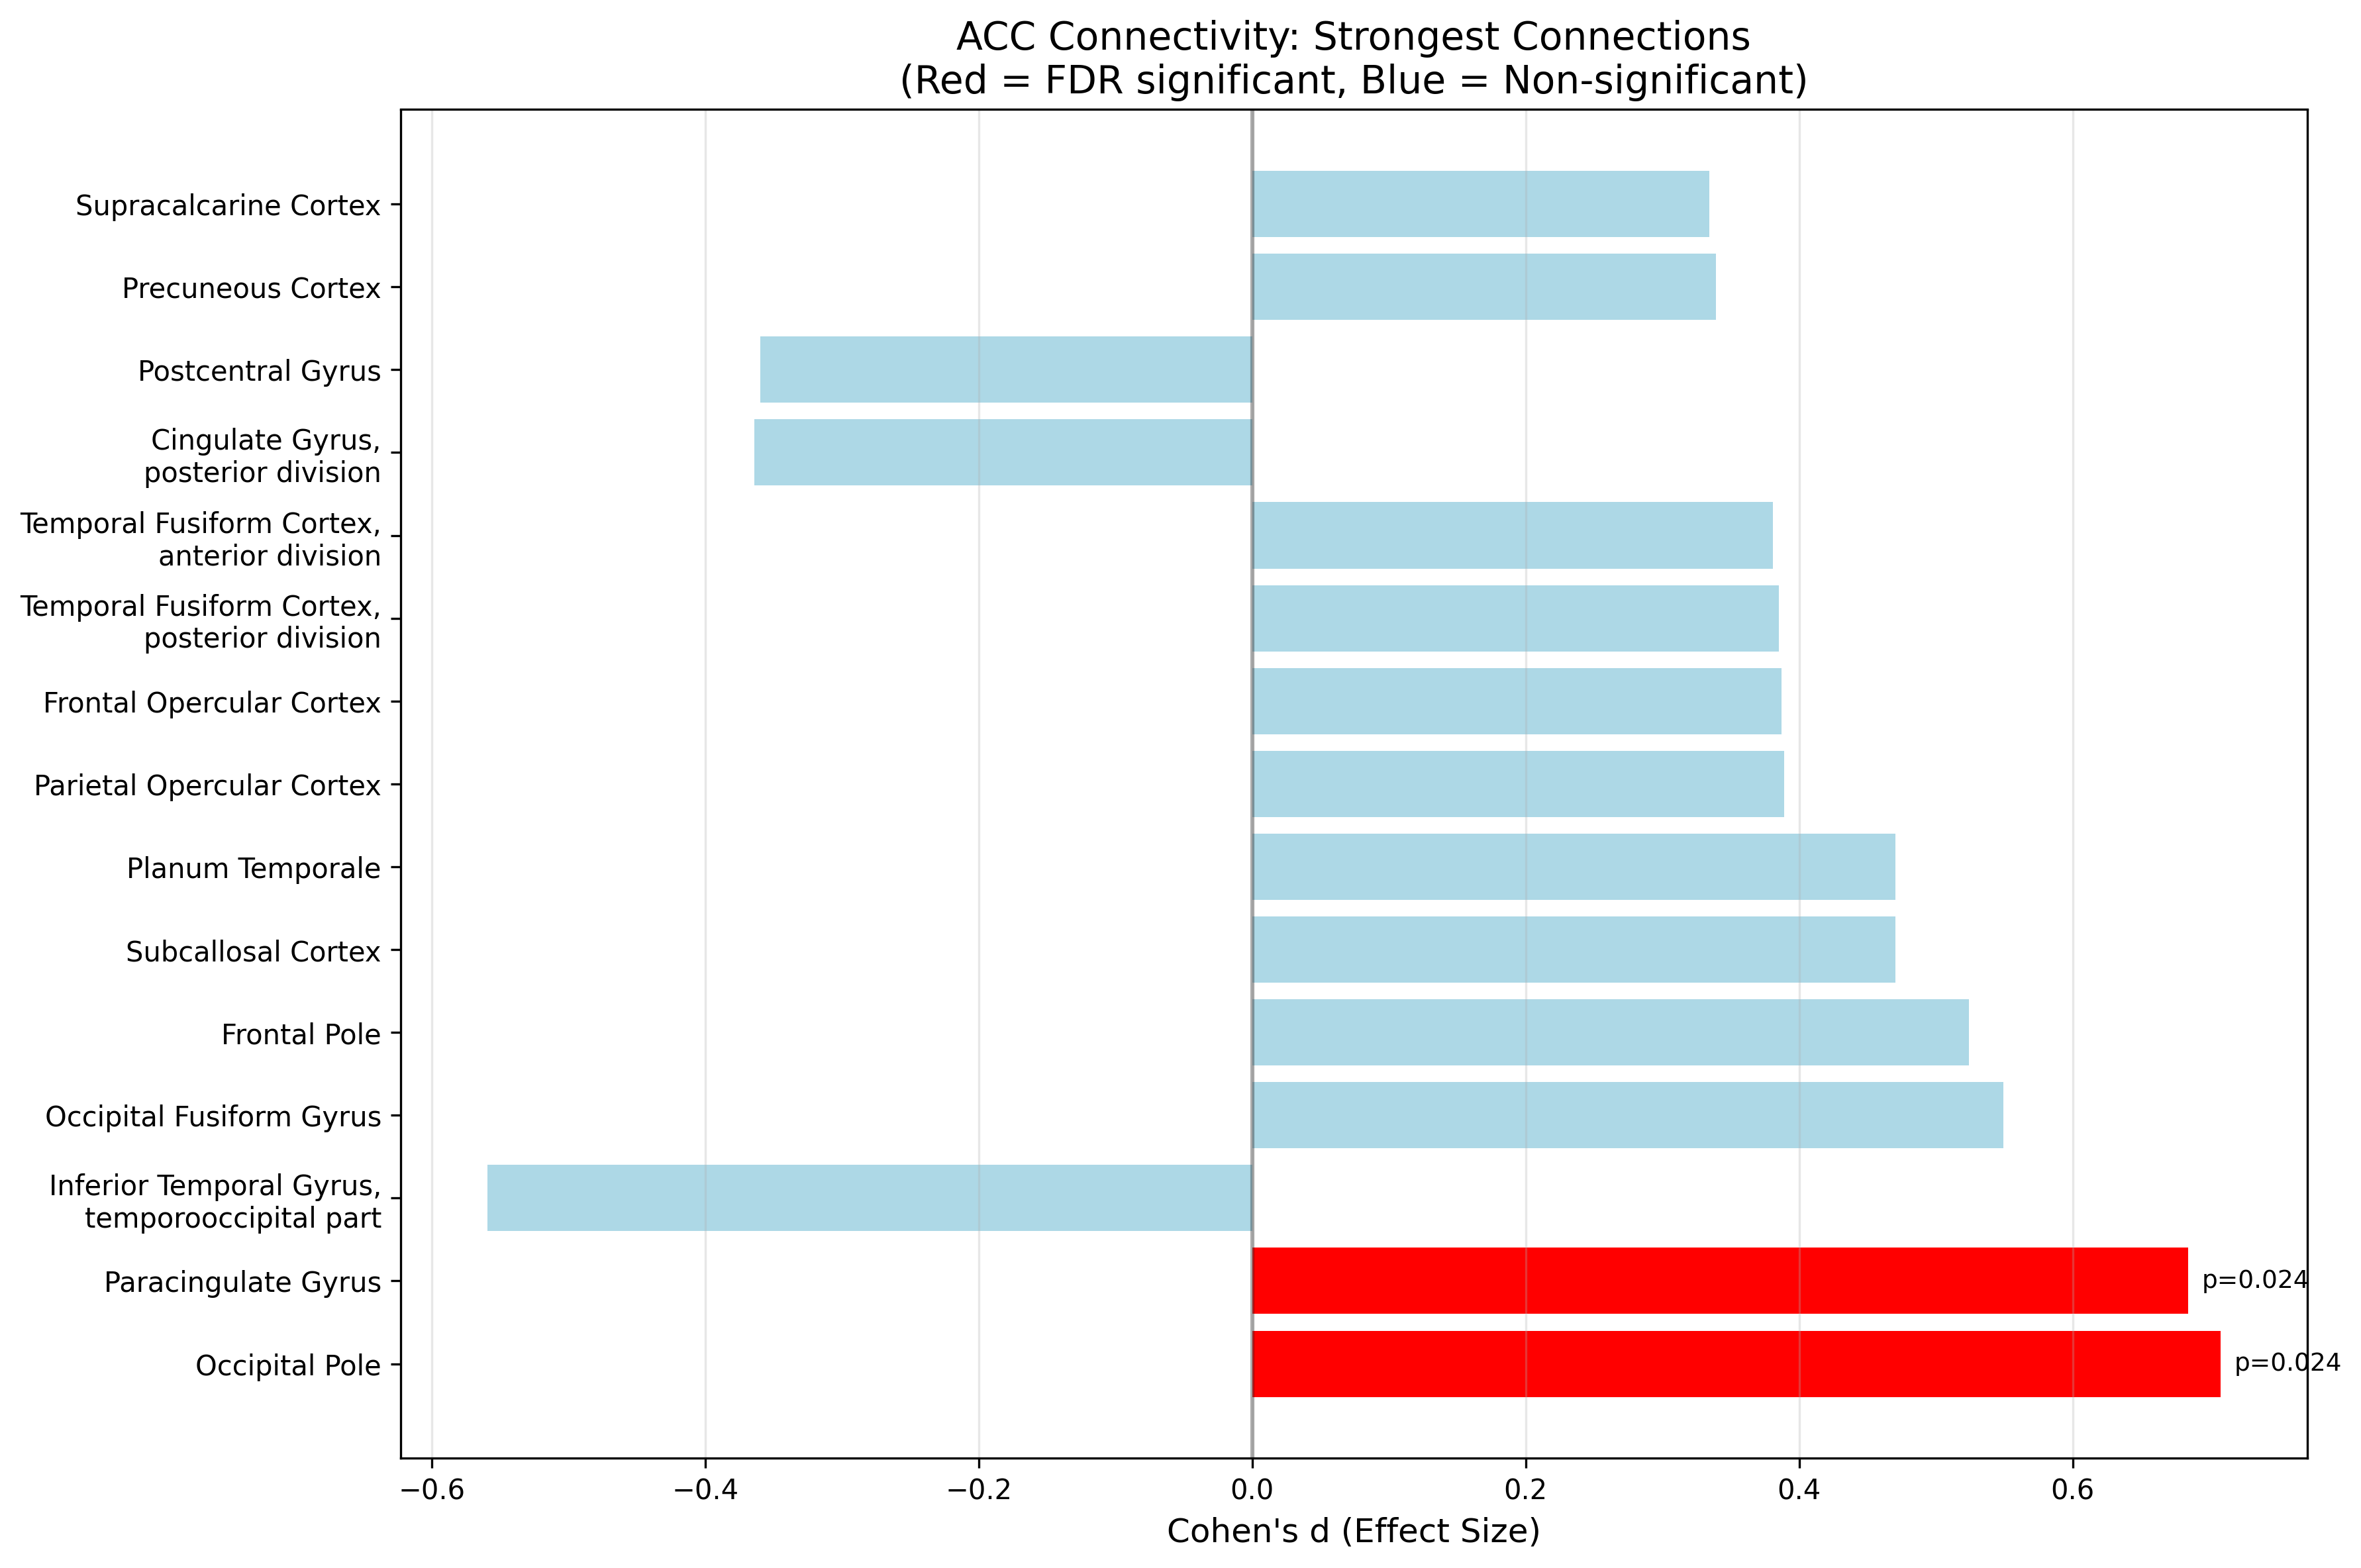 ACC Connectivity: Strongest Connections
(Red = FDR significant, Blue = Non-significant)
Supracalcarine Cortex
Precuneous Cortex
Postcentral Gyrus
Cingulate Gyrus,
posterior division
Temporal Fusiform Cortex,
anterior division
Temporal Fusiform Cortex,
posterior division
Frontal Opercular Cortex
Parietal Opercular Cortex
Planum Temporale
Subcallosal Cortex
Frontal Pole
Occipital Fusiform Gyrus
Inferior Temporal Gyrus,
temporooccipital part
Paracingulate Gyrus
p=0.024
Occipital Pole
p=0.024
−0.6 −0.4 −0.2 0.0 0.2 0.4 0.6
Cohen's d (Effect Size)